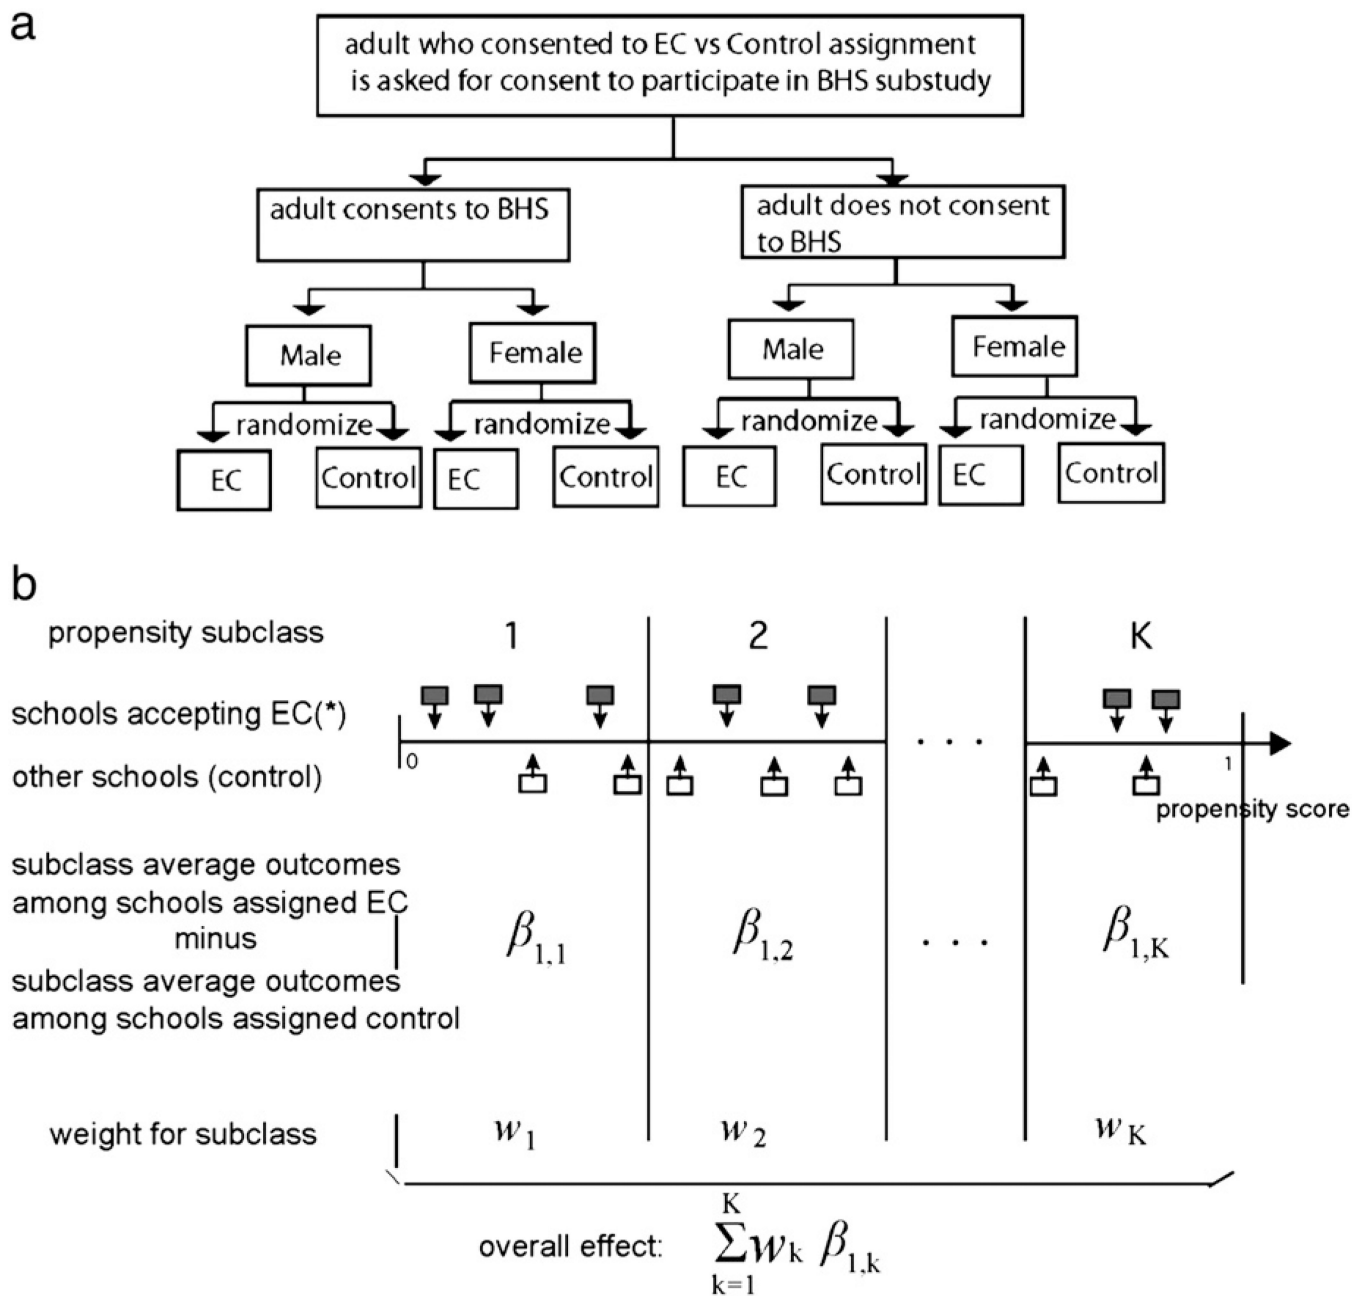 a
adult who consented to EC vs Control assignment
is asked for consent to participate in BHS substudy
adult consents to BHS
adult does not consent
to BHS
Male
Female
Male
Female
randomize
randomize
randomize
randomize
EC
Control
EC
Control
EC
Control
EC
Control
b
propensity subclass
1
2
K
schools accepting EC(*)
. . .
0
1
other schools (control)
propensity score
subclass average outcomes
among schools assigned EC
minus
subclass average outcomes
among schools assigned control
β1,1
β1,2
. . .
β1,K
weight for subclass
w1
w2
wK
overall effect:
K
Σwk β1,k
k=1